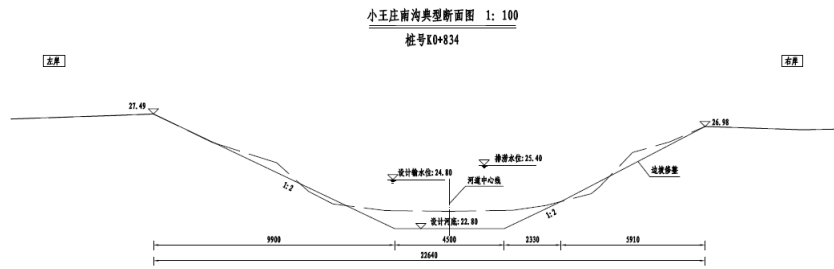 小王庄南沟典型断面图 1: 100
桩号K0+834
左岸
右岸
27.49
26.98
排涝水位:25.40
设计输水位:24.80
河道中心线
边坡修整
1:2
1:2
设计河底:22.80
9900
4500
2330
5910
22640